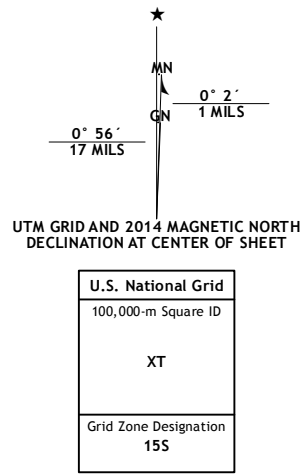 ★
MN
GN
0° 2´
1 MILS
0° 56´
17 MILS
UTM GRID AND 2014 MAGNETIC NORTH
DECLINATION AT CENTER OF SHEET
U.S. National Grid
100,000-m Square ID
XT
Grid Zone Designation
15S